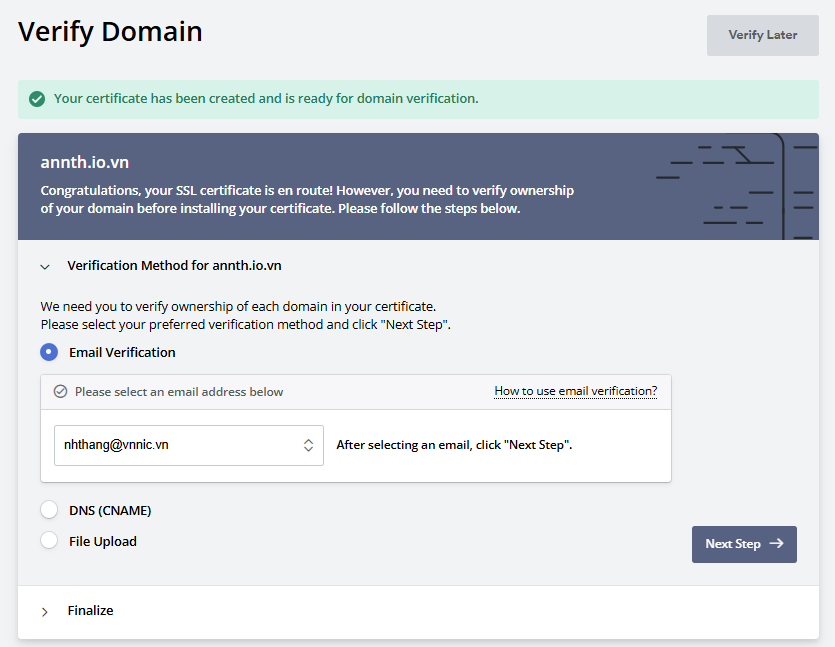 Verify Domain
Verify Later
Your certificate has been created and is ready for domain verification.
annth.io.vn
Congratulations, your SSL certificate is en route! However, you need to verify ownership
of your domain before installing your certificate. Please follow the steps below.
Verification Method for annth.io.vn
We need you to verify ownership of each domain in your certificate.
Please select your preferred verification method and click "Next Step".
Email Verification
Please select an email address below
How to use email verification?
nhthang@vnnic.vn
After selecting an email, click "Next Step".
DNS (CNAME)
File Upload
Next Step
Finalize